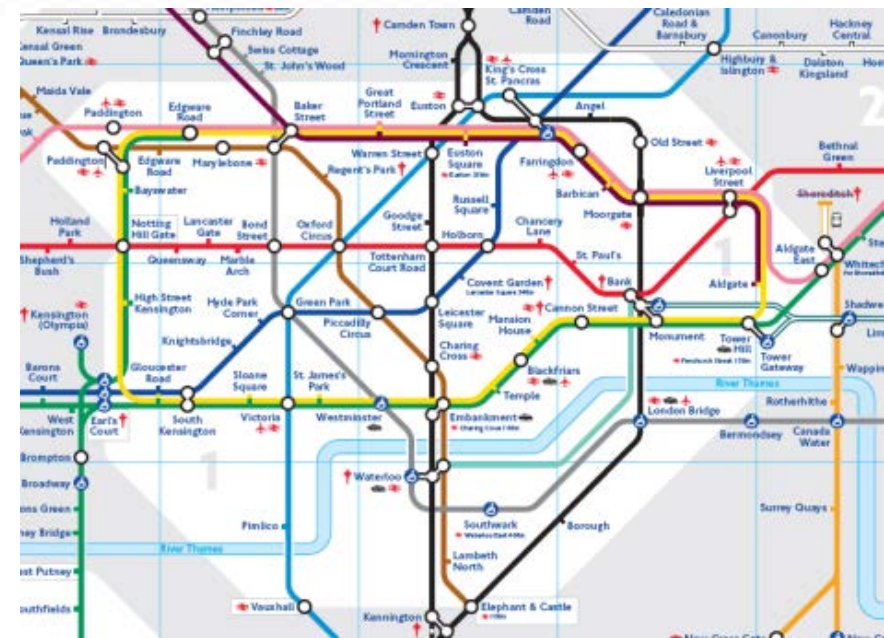 Kensal Rise
Brondesbury
Finchley Road
Swiss Cottage
St. John's Wood
Camden Town
Camden
Road
Caledonian
Road &
Barnsbury
Canonbury
Hackney
Central
Kensal Green
Queen's Park
Mornington
Crescent
King's Cross
St. Pancras
Highbury &
Islington
Dalston
Kingsland
Maida Vale
Paddington
Edgware
Road
Baker
Street
Great
Portland
Street
Euston
Angel
2
Paddington
Edgware
Road
Marylebone
Regent's Park
Warren Street
Euston
Square
Farringdon
Old Street
Liverpool
Street
Bethnal
Green
Bayswater
Russell
Square
Barbican
Moorgate
Shoreditch
Holland
Park
Notting
Hill Gate
Lancaster
Gate
Bond
Street
Oxford
Circus
Goodge
Street
Holborn
Chancery
Lane
1
Aldgate
East
Shepherd's
Bush
Queensway
Marble
Arch
Tottenham
Court Road
St. Paul's
Bank
Aldgate
High Street
Kensington
Hyde Park
Corner
Green Park
Covent Garden
Leicester
Square
Cannon Street
Mansion
House
Kensington
(Olympia)
Knightsbridge
Piccadilly
Circus
Monument
Tower
Hill
Tower
Gateway
Barons
Court
Gloucester
Road
Sloane
Square
St. James's
Park
Charing
Cross
Blackfriars
River Thames
Temple
Rotherhithe
West
Kensington
Earl's
Court
South
Kensington
Victoria
Westminster
Embankment
London Bridge
Bermondsey
Canada
Water
Brompton
1
Waterloo
Broadway
Southwark
Surrey Quays
Pimlico
Borough
River Thames
Lambeth
North
Vauxhall
Elephant & Castle
Kennington